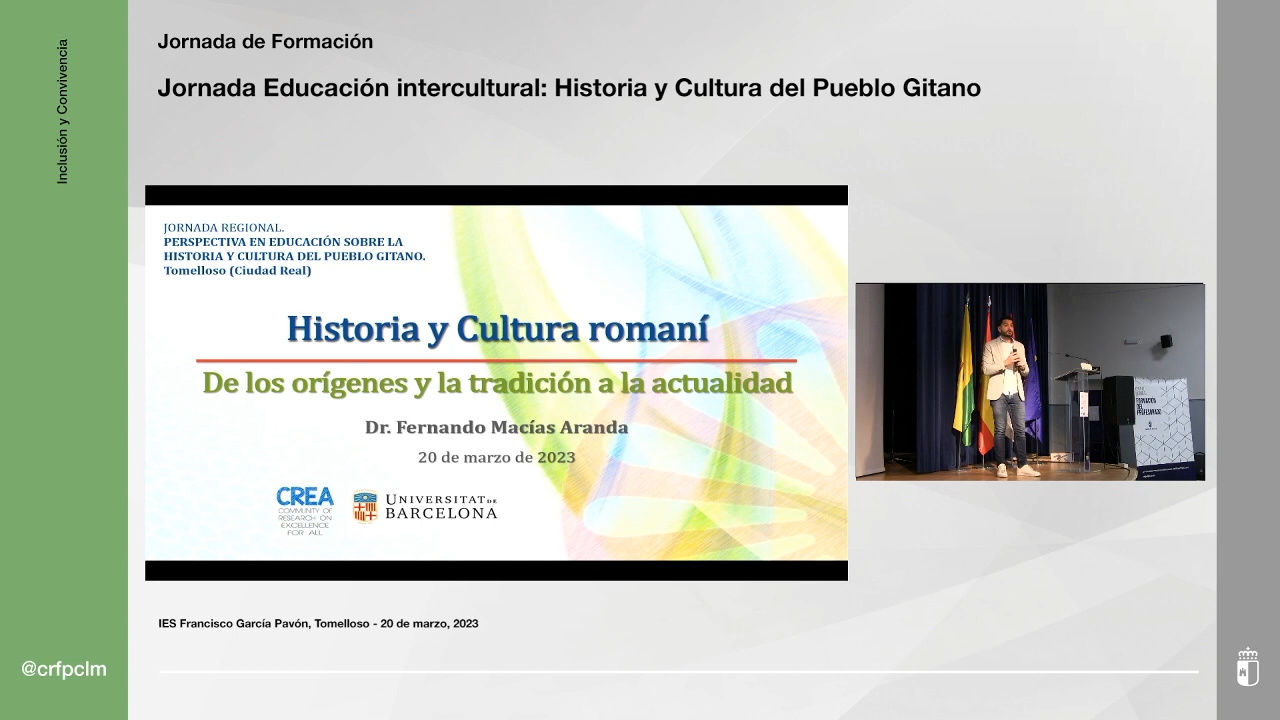 Inclusión y Convivencia
Jornada de Formación
Jornada Educación intercultural: Historia y Cultura del Pueblo Gitano
JORNADA REGIONAL.
PERSPECTIVA EN EDUCACIÓN SOBRE LA
HISTORIA Y CULTURA DEL PUEBLO GITANO.
Tomelloso (Ciudad Real)
Historia y Cultura romaní
De los orígenes y la tradición a la actualidad
Dr. Fernando Macías Aranda
20 de marzo de 2023
CREA
COMMUNITY OF
RESEARCH ON
EXCELLENCE
FOR ALL
UNIVERSITAT DE
BARCELONA
FORMACIÓN
DEL
PROFESORADO
IES Francisco García Pavón, Tomelloso - 20 de marzo, 2023
@crfpclm